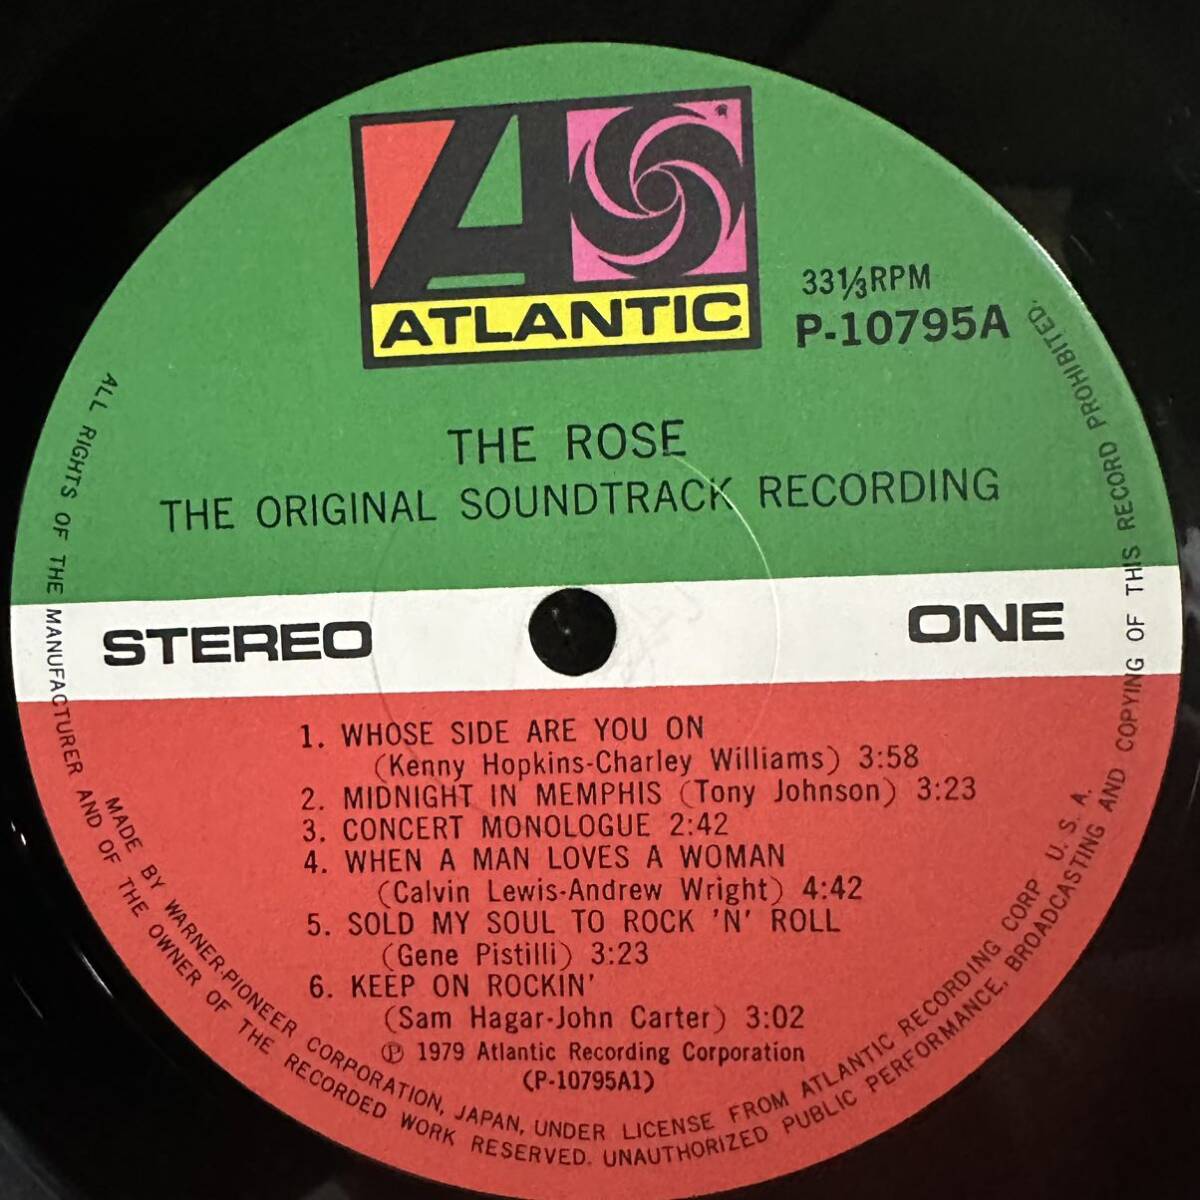 ATLANTIC
33⅓RPM
P-10795A
THE ROSE
THE ORIGINAL SOUNDTRACK RECORDING
STEREO
ONE
1. WHOSE SIDE ARE YOU ON
(Kenny Hopkins-Charley Williams) 3:58
2. MIDNIGHT IN MEMPHIS (Tony Johnson) 3:23
3. CONCERT MONOLOGUE 2:42
4. WHEN A MAN LOVES A WOMAN
(Calvin Lewis-Andrew Wright) 4:42
5. SOLD MY SOUL TO ROCK 'N' ROLL
(Gene Pistilli) 3:23
6. KEEP ON ROCKIN'
(Sam Hagar-John Carter) 3:02
Ⓟ 1979 Atlantic Recording Corporation
(P-10795A1)
MADE BY WARNER-PIONEER CORPORATION, JAPAN, UNDER LICENSE FROM ATLANTIC RECORDING CORP U. S. A.
ALL RIGHTS OF THE MANUFACTURER AND OF THE OWNER OF THE RECORDED WORK RESERVED. UNAUTHORIZED PUBLIC PERFORMANCE, BROADCASTING AND COPYING OF THIS RECORD PROHIBITED.